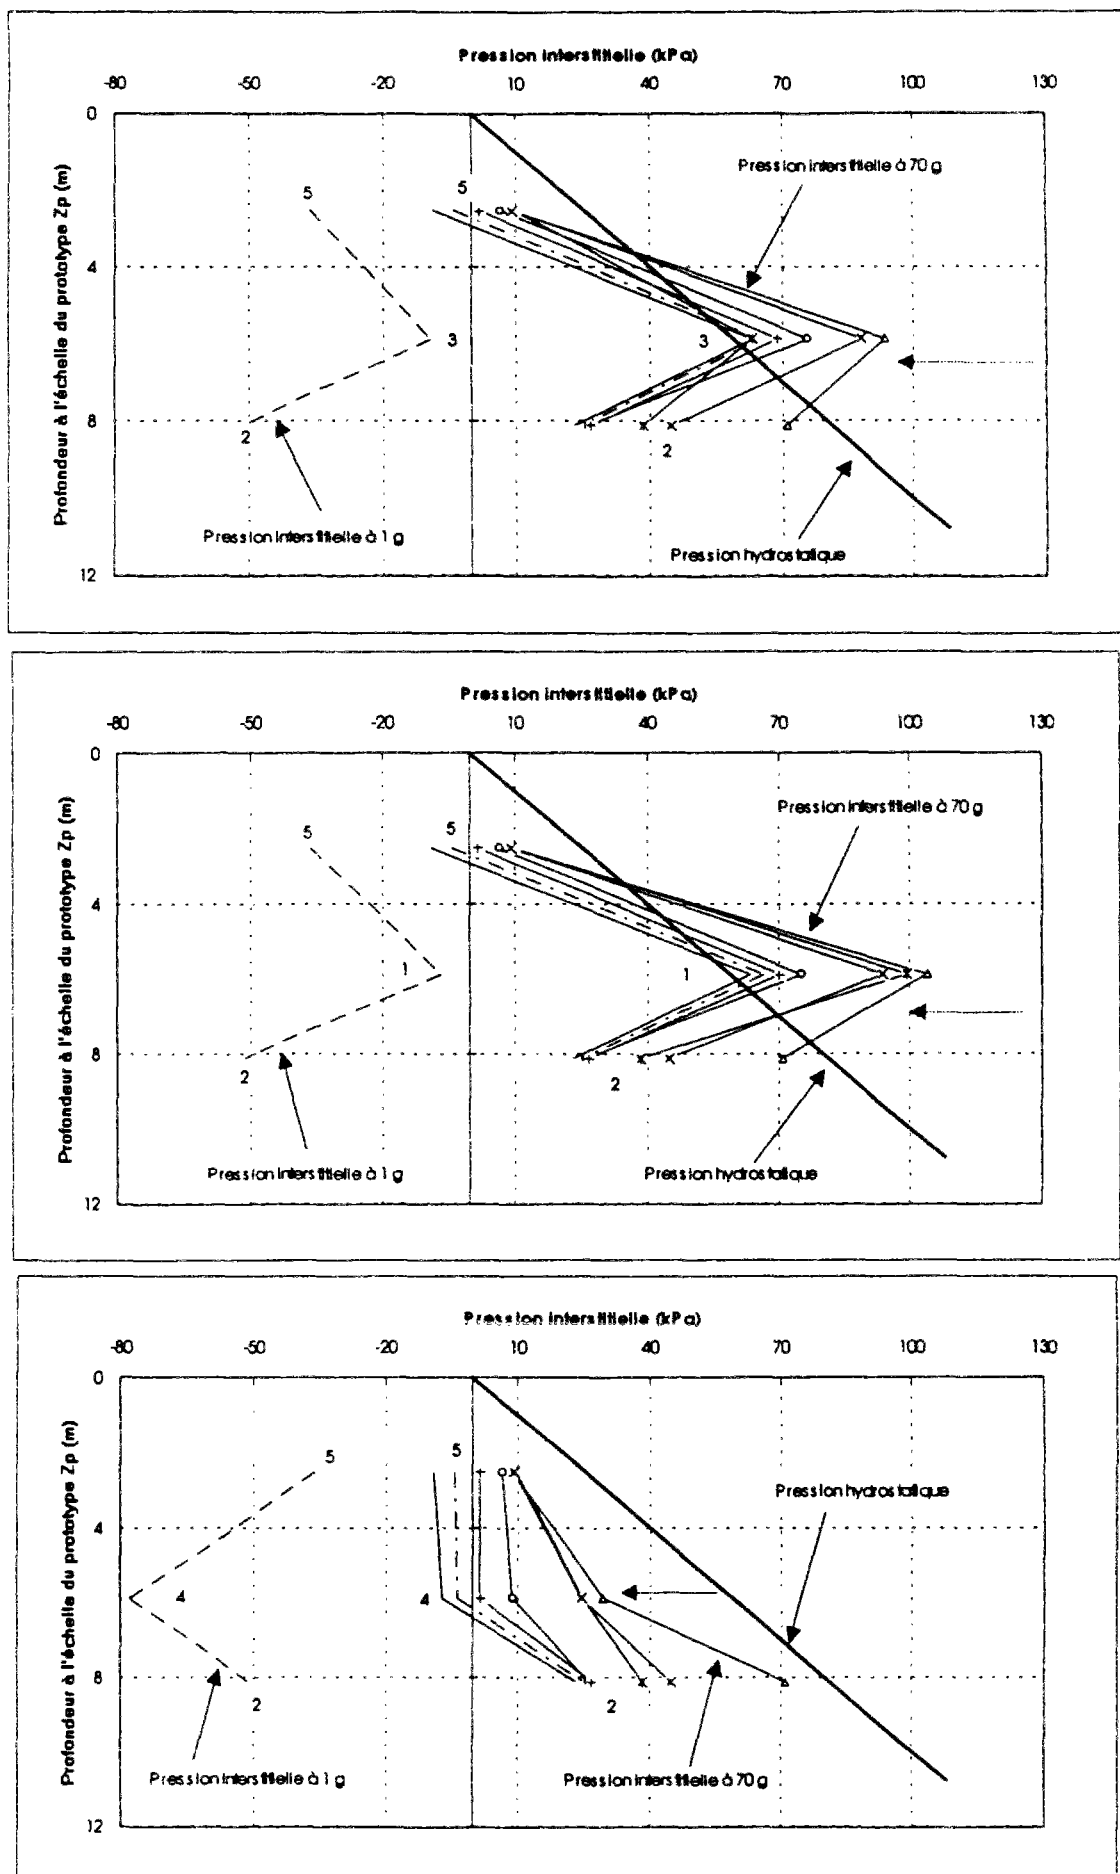 Pression interstitielle (kPa)
-80 -50 -20 10 40 70 100 130
0
Pression interstitielle à 70 g
5 5
4
3 3
8
2 2
Pression interstitielle à 1 g
Pression hydrostatique
12
Profondeur à l'échelle du prototype Zp (m)
Pression interstitielle (kPa)
-80 -50 -20 10 40 70 100 130
0
Pression interstitielle à 70 g
5 5
4
1 1
8
2 2
Pression interstitielle à 1 g
Pression hydrostatique
12
Profondeur à l'échelle du prototype Zp (m)
Pression interstitielle (kPa)
-80 -50 -20 10 40 70 100 130
0
5 5
Pression hydrostatique
4
4 4
8
2 2
Pression interstitielle à 1 g
Pression interstitielle à 70 g
12
Profondeur à l'échelle du prototype Zp (m)